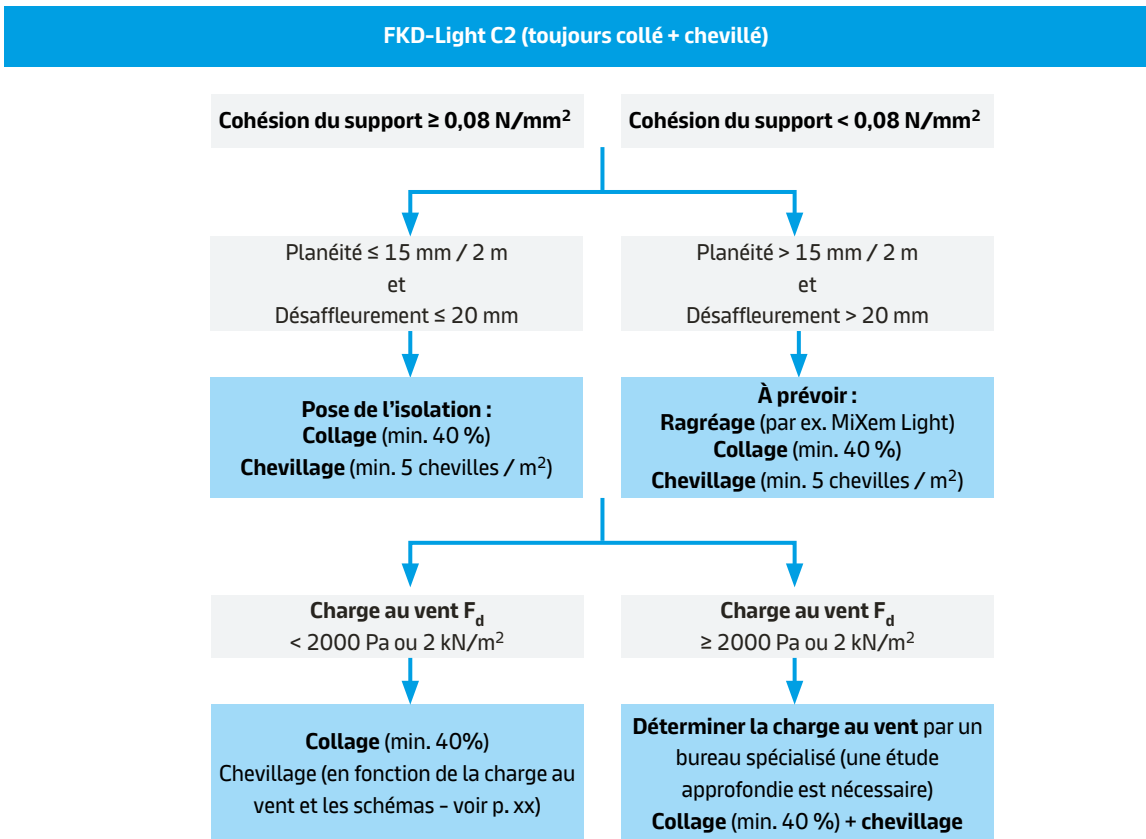 FKD-Light C2 (toujours collé + chevillé)
Cohésion du support ≥ 0,08 N/mm²
Cohésion du support < 0,08 N/mm²
Planéité ≤ 15 mm / 2 m
et
Désaffleurement ≤ 20 mm
Planéité > 15 mm / 2 m
et
Désaffleurement > 20 mm
Pose de l’isolation :
Collage (min. 40 %)
Chevillage (min. 5 chevilles / m²)
À prévoir :
Ragréage (par ex. MiXem Light)
Collage (min. 40 %)
Chevillage (min. 5 chevilles / m²)
Charge au vent Fd
< 2000 Pa ou 2 kN/m²
Charge au vent Fd
≥ 2000 Pa ou 2 kN/m²
Collage (min. 40%)
Chevillage (en fonction de la charge au
vent et les schémas - voir p. xx)
Déterminer la charge au vent par un
bureau spécialisé (une étude
approfondie est nécessaire)
Collage (min. 40 %) + chevillage